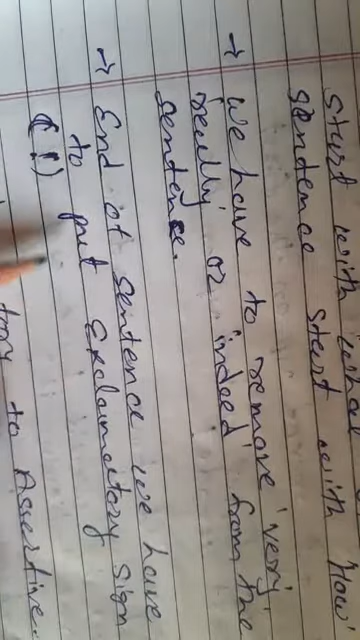 start with what
sentence start with 'How'
→ we have to remove 'very,
really or indeed from the
sentence.
→ End of sentence we have
to put exclamatory sign
(!)
tory to Assertive.